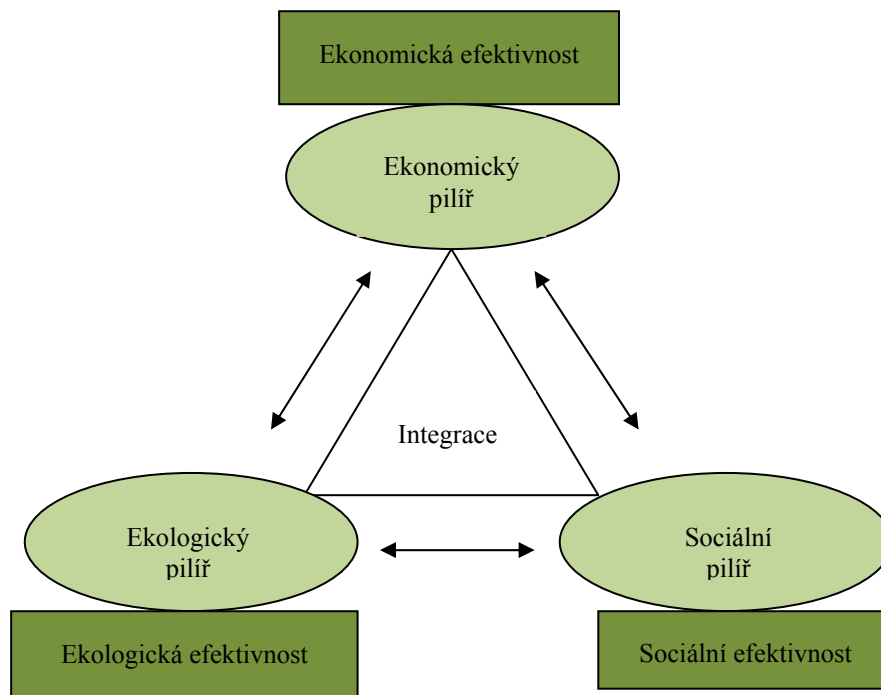 Ekonomická efektivnost
Ekonomický
pilíř
Integrace
Ekologický
pilíř
Sociální
pilíř
Ekologická efektivnost
Sociální efektivnost